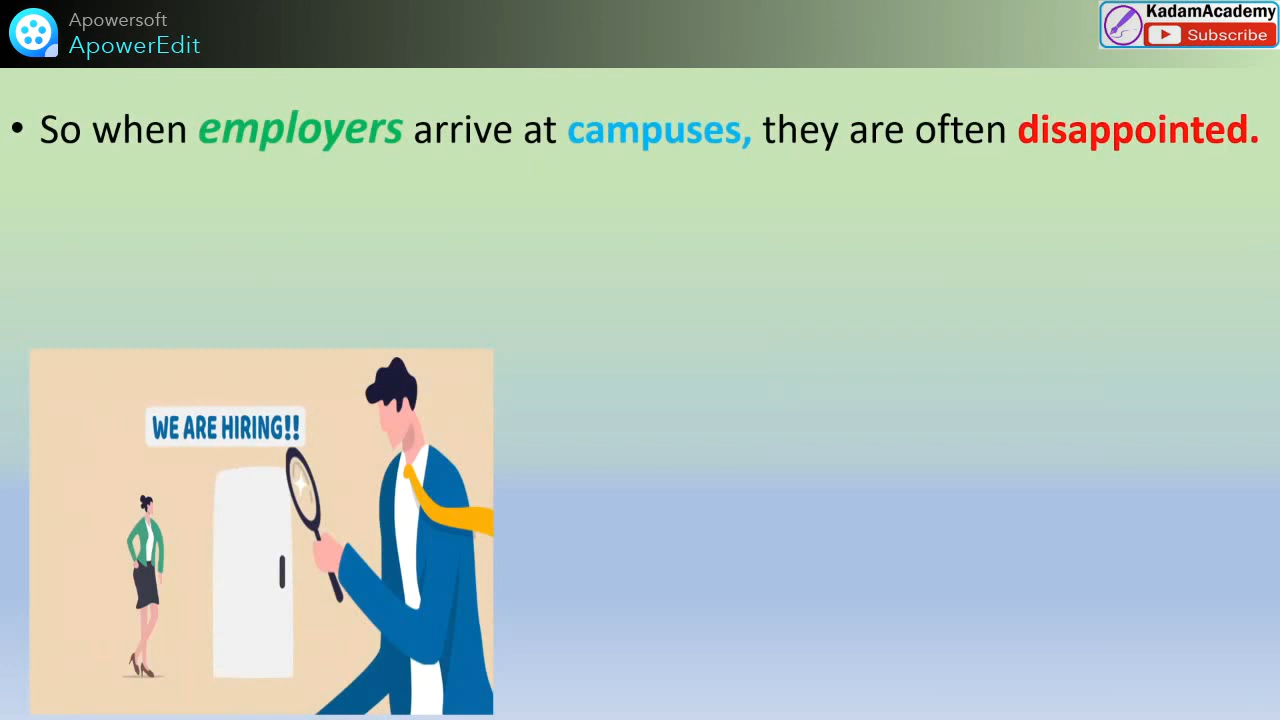 Apowersoft
ApowerEdit
KadamAcademy
Subscribe
• So when employers arrive at campuses, they are often disappointed.
WE ARE HIRING!!